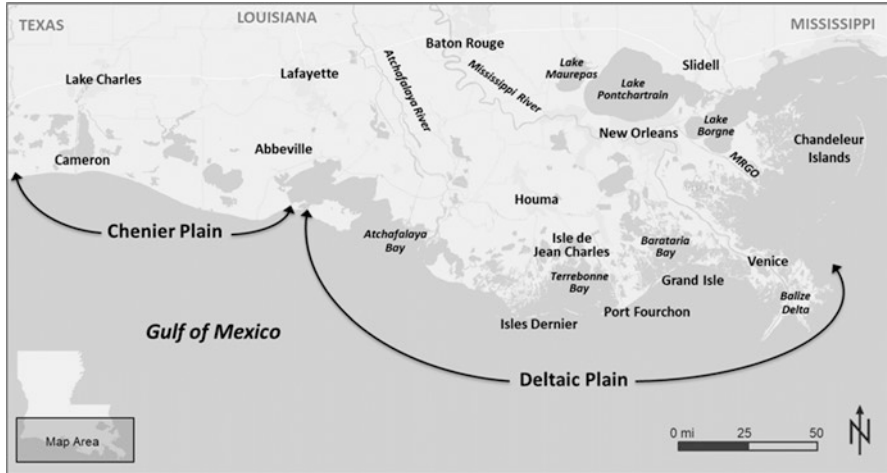 TEXAS
LOUISIANA
MISSISSIPPI
Baton Rouge
Lake Charles
Lafayette
Atchafalaya River
Mississippi River
Lake
Maurepas
Lake
Pontchartrain
Slidell
New Orleans
Lake
Borgne
MRGO
Chandeleur
Islands
Cameron
Abbeville
Houma
Chenier Plain
Atchafalaya
Bay
Isle de
Jean Charles
Barataria
Bay
Terrebonne
Bay
Grand Isle
Venice
Balize
Delta
Isles Dernier
Port Fourchon
Gulf of Mexico
Deltaic Plain
Map Area
0 mi 25 50
N